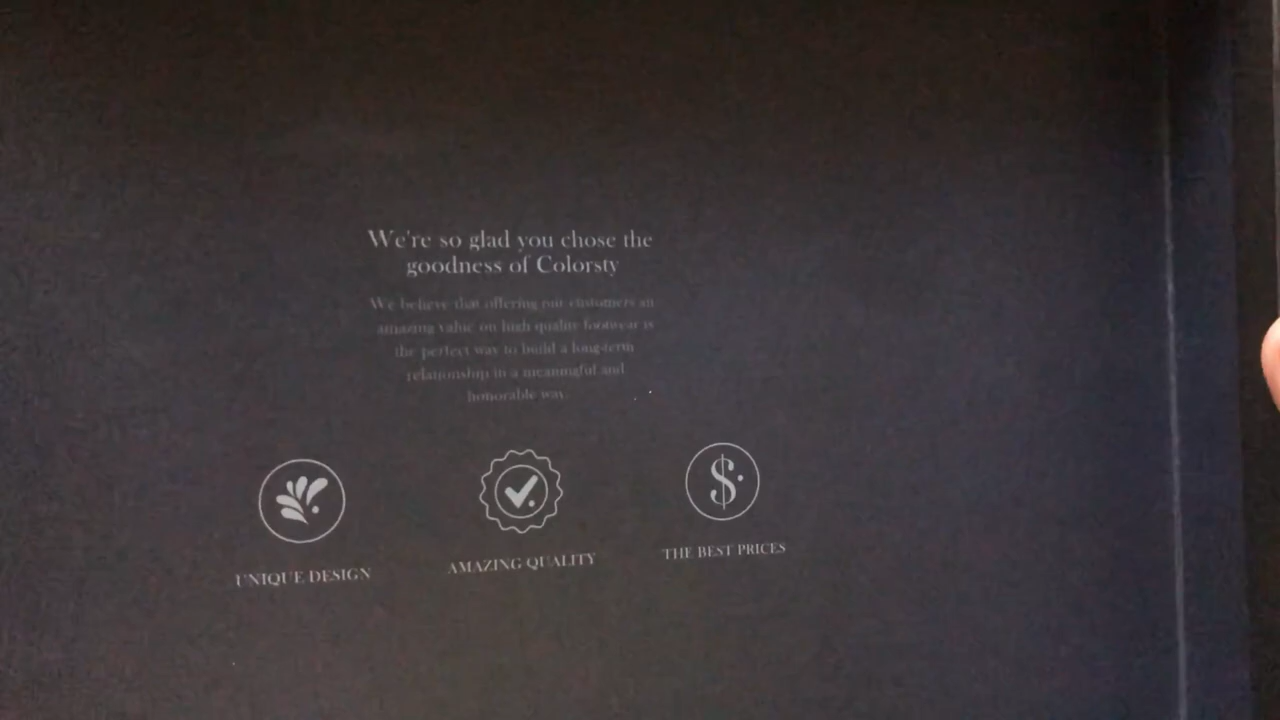 We're so glad you chose the
goodness of Colorsty
We believe that offering our customers an
amazing value on high quality footwear is
the perfect way to build a long-term
relationship in a meaningful and
honorable way.
UNIQUE DESIGN
AMAZING QUALITY
THE BEST PRICES